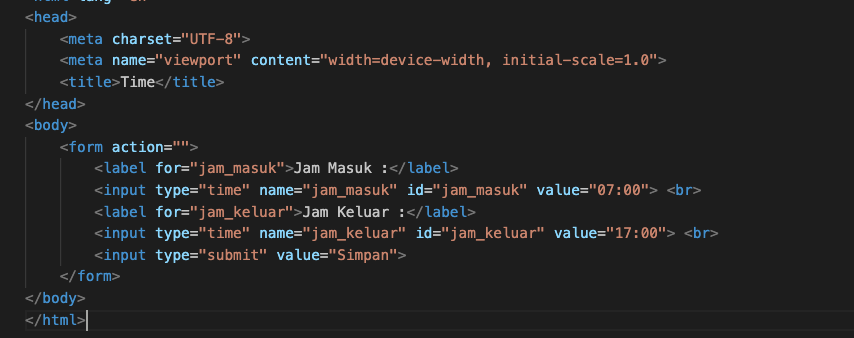 <head>
    <meta charset="UTF-8">
    <meta name="viewport" content="width=device-width, initial-scale=1.0">
    <title>Time</title>
</head>
<body>
    <form action="">
        <label for="jam_masuk">Jam Masuk :</label>
        <input type="time" name="jam_masuk" id="jam_masuk" value="07:00"> <br>
        <label for="jam_keluar">Jam Keluar :</label>
        <input type="time" name="jam_keluar" id="jam_keluar" value="17:00"> <br>
        <input type="submit" value="Simpan">
    </form>
</body>
</html>